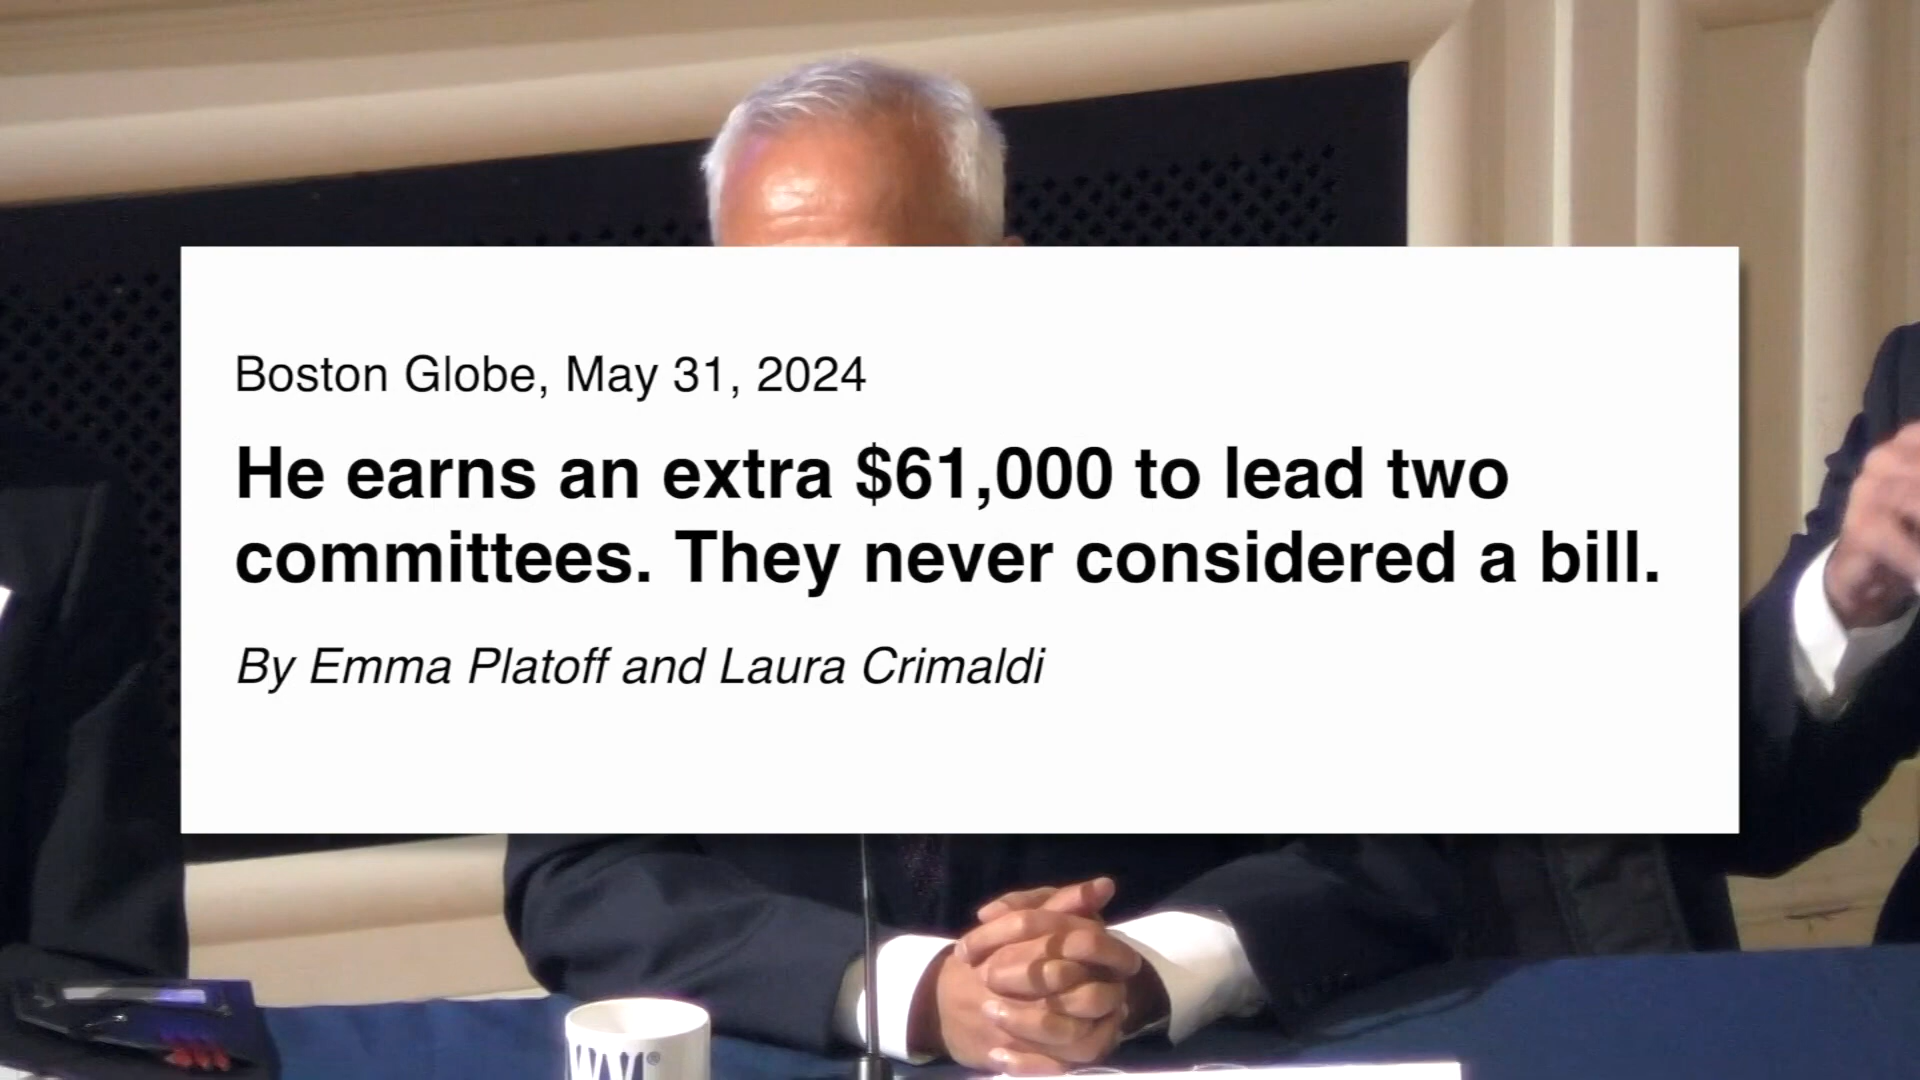 Boston Globe, May 31, 2024
He earns an extra $61,000 to lead two
committees. They never considered a bill.
By Emma Platoff and Laura Crimaldi